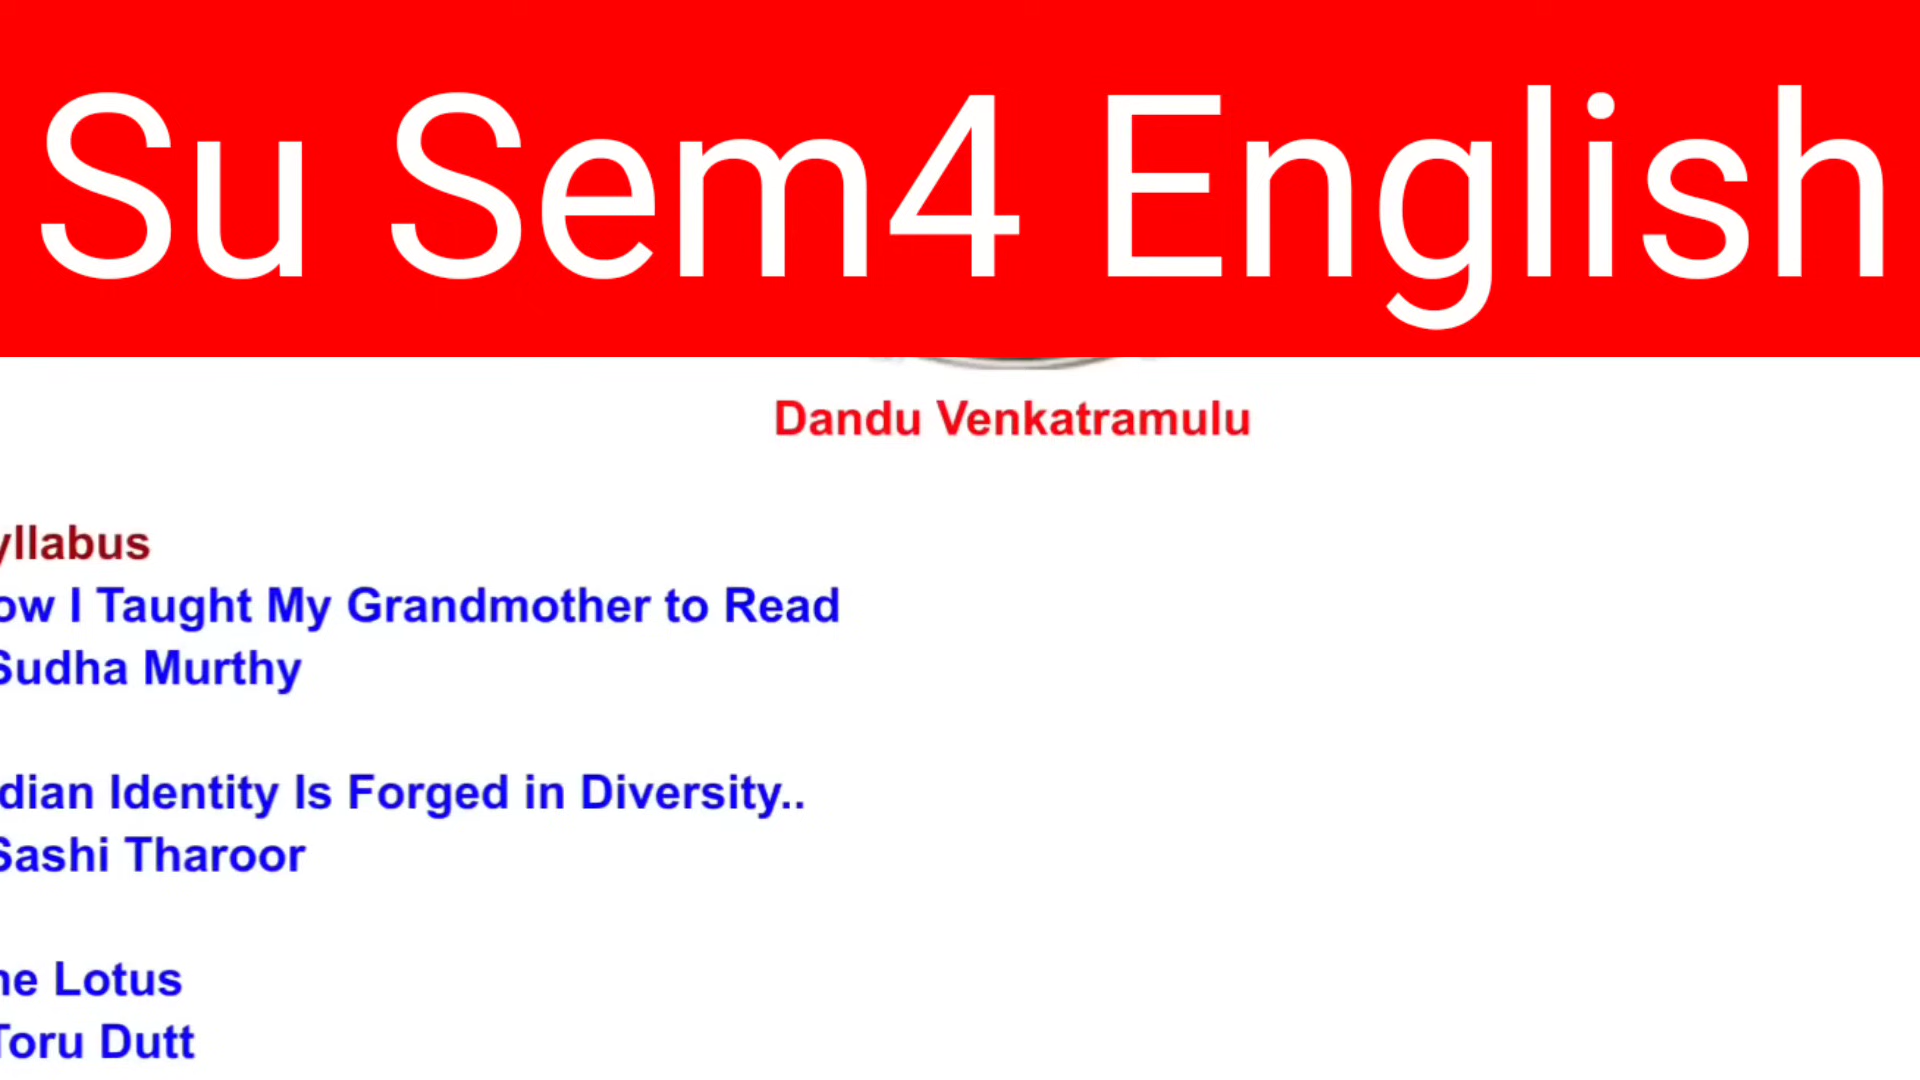 Su Sem4 English
Dandu Venkatramulu
yllabus
ow I Taught My Grandmother to Read
Sudha Murthy
dian Identity Is Forged in Diversity..
Sashi Tharoor
ne Lotus
Toru Dutt